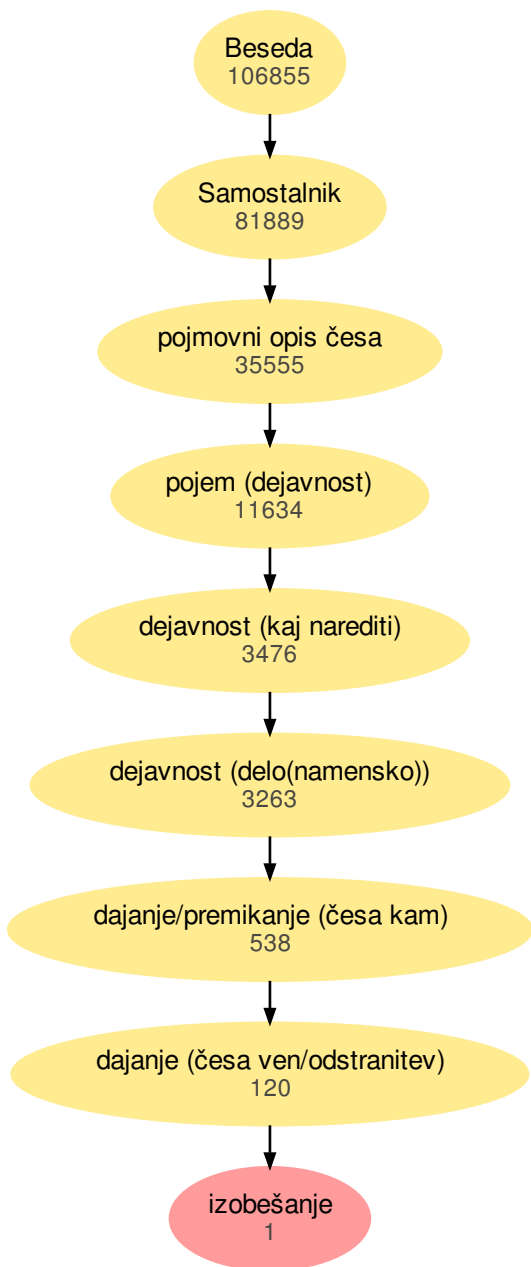 Beseda
106855
Samostalnik
81889
pojmovni opis česa
35555
pojem (dejavnost)
11634
dejavnost (kaj narediti)
3476
dejavnost (delo(namensko))
3263
dajanje/premikanje (česa kam)
538
dajanje (česa ven/odstranitev)
120
izobešanje
1